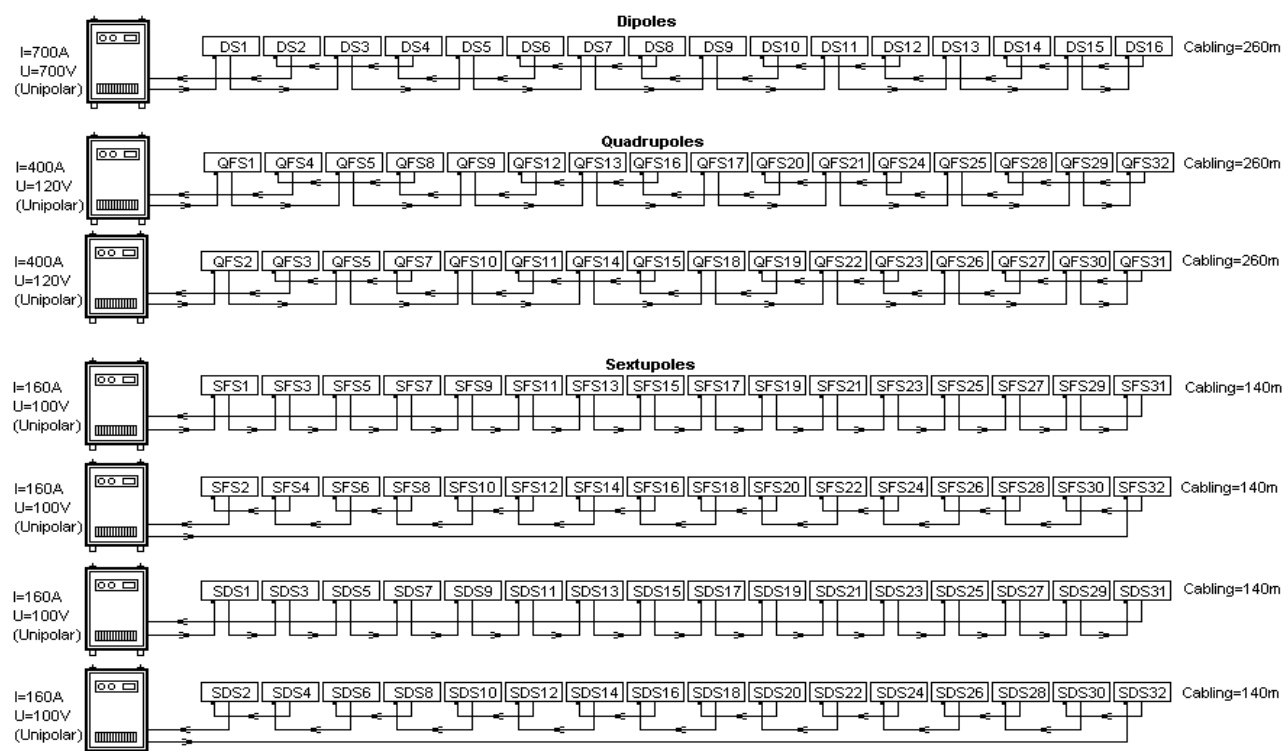 Dipoles
I=700A
U=700V
(Unipolar)
DS1 DS2 DS3 DS4 DS5 DS6 DS7 DS8 DS9 DS10 DS11 DS12 DS13 DS14 DS15 DS16
Cabling=260m
Quadrupoles
I=400A
U=120V
(Unipolar)
QFS1 QFS4 QFS5 QFS8 QFS9 QFS12 QFS13 QFS16 QFS17 QFS20 QFS21 QFS24 QFS25 QFS28 QFS29 QFS32
Cabling=260m
I=400A
U=120V
(Unipolar)
QFS2 QFS3 QFS5 QFS7 QFS10 QFS11 QFS14 QFS15 QFS18 QFS19 QFS22 QFS23 QFS26 QFS27 QFS30 QFS31
Cabling=260m
Sextupoles
I=160A
U=100V
(Unipolar)
SFS1 SFS3 SFS5 SFS7 SFS9 SFS11 SFS13 SFS15 SFS17 SFS19 SFS21 SFS23 SFS25 SFS27 SFS29 SFS31
Cabling=140m
I=160A
U=100V
(Unipolar)
SFS2 SFS4 SFS6 SFS8 SFS10 SFS12 SFS14 SFS16 SFS18 SFS20 SFS22 SFS24 SFS26 SFS28 SFS30 SFS32
Cabling=140m
I=160A
U=100V
(Unipolar)
SDS1 SDS3 SDS5 SDS7 SDS9 SDS11 SDS13 SDS15 SDS17 SDS19 SDS21 SDS23 SDS25 SDS27 SDS29 SDS31
Cabling=140m
I=160A
U=100V
(Unipolar)
SDS2 SDS4 SDS6 SDS8 SDS10 SDS12 SDS14 SDS16 SDS18 SDS20 SDS22 SDS24 SDS26 SDS28 SDS30 SDS32
Cabling=140m